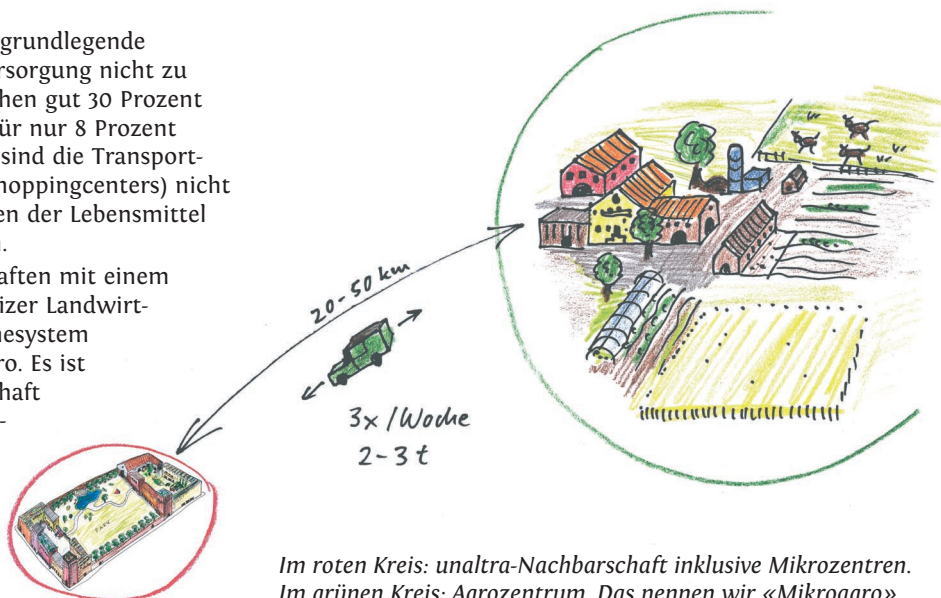 grundlegende
rsorgung nicht zu
hen gut 30 Prozent
ür nur 8 Prozent
sind die Transport-
hoppingcenters) nicht
en der Lebensmittel
.
aften mit einem
izer Landwirt-
nesystem
ro. Es ist
haft
-
20-50 km
3x/Woche
2-3 t
PARK
Im roten Kreis: unaltra-Nachbarschaft inklusive Mikrozentren.
Im grünen Kreis: Agrozentrum. Das nennen wir «Mikroagro».